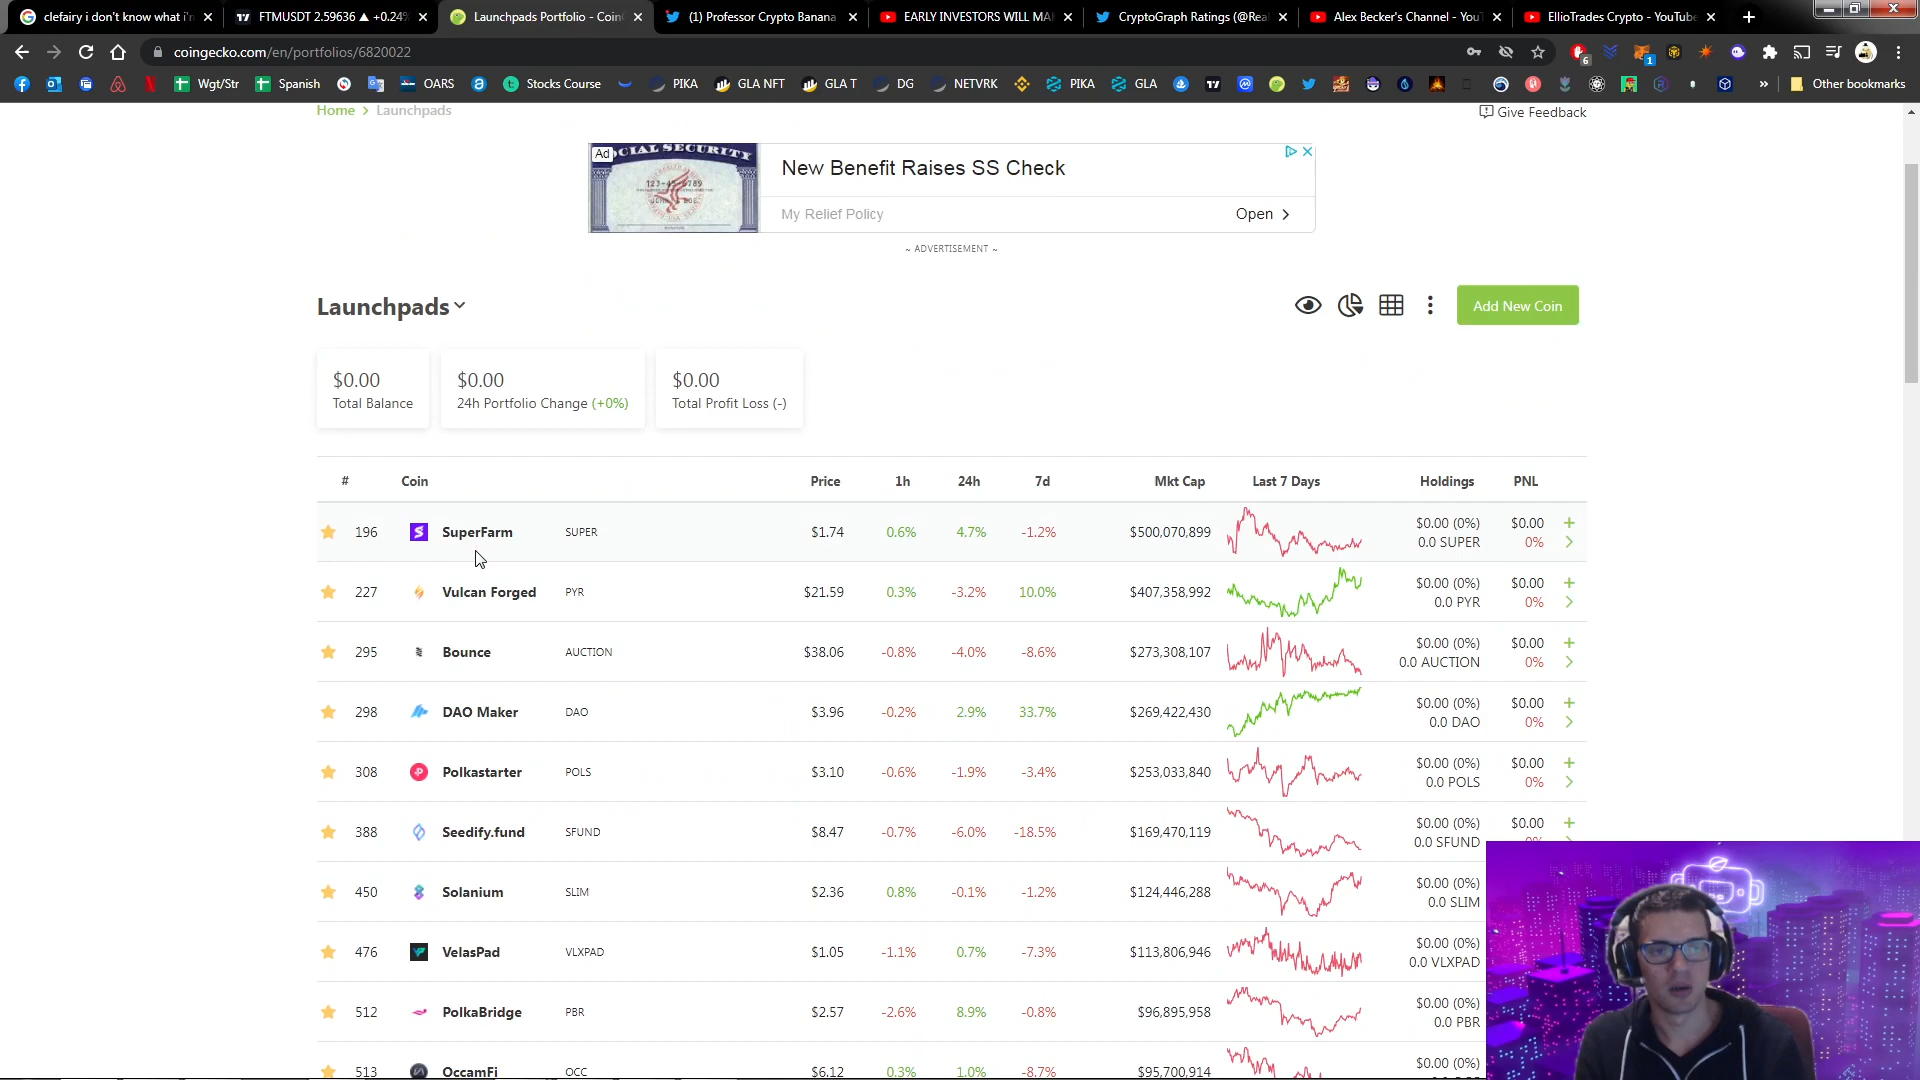 clefairy i don't know what i'm
FTMUSDT 2.59636 ▲ +0.24%
Launchpads Portfolio - Coin
(1) Professor Crypto Banana
EARLY INVESTORS WILL MA
CryptoGraph Ratings (@Rea
Alex Becker's Channel - YouT
EllioTrades Crypto - YouTube
coingecko.com/en/portfolios/6820022
6
1
Wgt/Str
Spanish
OARS
Stocks Course
PIKA
GLA NFT
GLA T
DG
NETVRK
PIKA
GLA
Other bookmarks
Home > Launchpads
Give Feedback
Ad
SOCIAL SECURITY
New Benefit Raises SS Check
My Relief Policy
Open >
~ ADVERTISEMENT ~
Launchpads
Add New Coin
$0.00 $0.00 $0.00
Total Balance 24h Portfolio Change (+0%) Total Profit Loss (-)
# Coin Price 1h 24h 7d Mkt Cap Last 7 Days Holdings PNL
196 SuperFarm SUPER $1.74 0.6% 4.7% -1.2% $500,070,899 $0.00 (0%) $0.00 +
0.0 SUPER 0%
227 Vulcan Forged PYR $21.59 0.3% -3.2% 10.0% $407,358,992 $0.00 (0%) $0.00 +
0.0 PYR 0%
295 Bounce AUCTION $38.06 -0.8% -4.0% -8.6% $273,308,107 $0.00 (0%) $0.00 +
0.0 AUCTION 0%
298 DAO Maker DAO $3.96 -0.2% 2.9% 33.7% $269,422,430 $0.00 (0%) $0.00 +
0.0 DAO 0%
308 Polkastarter POLS $3.10 -0.6% -1.9% -3.4% $253,033,840 $0.00 (0%) $0.00 +
0.0 POLS 0%
388 Seedify.fund SFUND $8.47 -0.7% -6.0% -18.5% $169,470,119 $0.00 (0%) $0.00 +
0.0 SFUND
450 Solanium SLIM $2.36 0.8% -0.1% -1.2% $124,446,288 $0.00 (0%)
0.0 SLIM
476 VelasPad VLXPAD $1.05 -1.1% 0.7% -7.3% $113,806,946 $0.00 (0%)
0.0 VLXPAD
512 PolkaBridge PBR $2.57 -2.6% 8.9% -0.8% $96,895,958 $0.00 (0%)
0.0 PBR
513 OccamFi OCC $6.12 0.3% 1.0% -8.7% $95,700,914 $0.00 (0%)